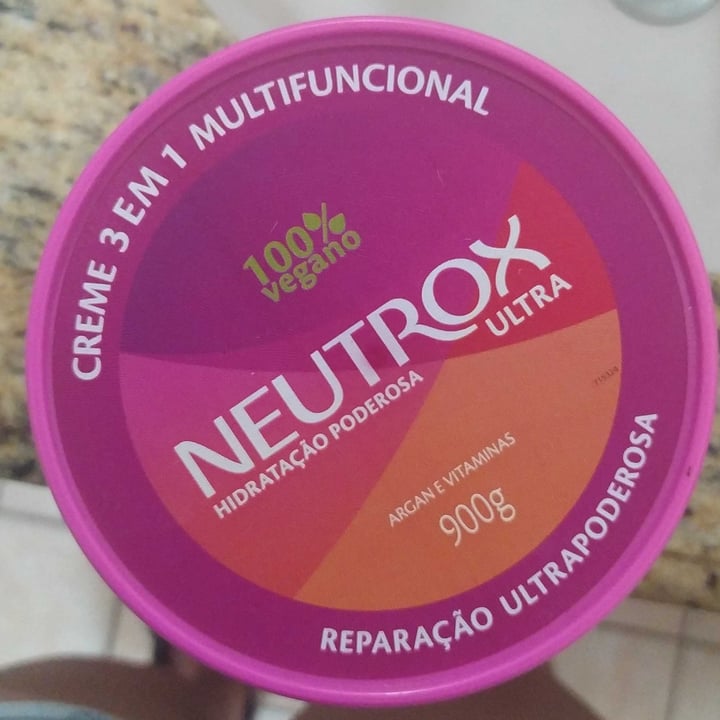 CREME 3 EM 1 MULTIFUNCIONAL
100%
vegano
NEUTROX
ULTRA
HIDRATAÇÃO PODEROSA
ARGAN E VITAMINAS
900g
REPARAÇÃO ULTRAPODEROSA